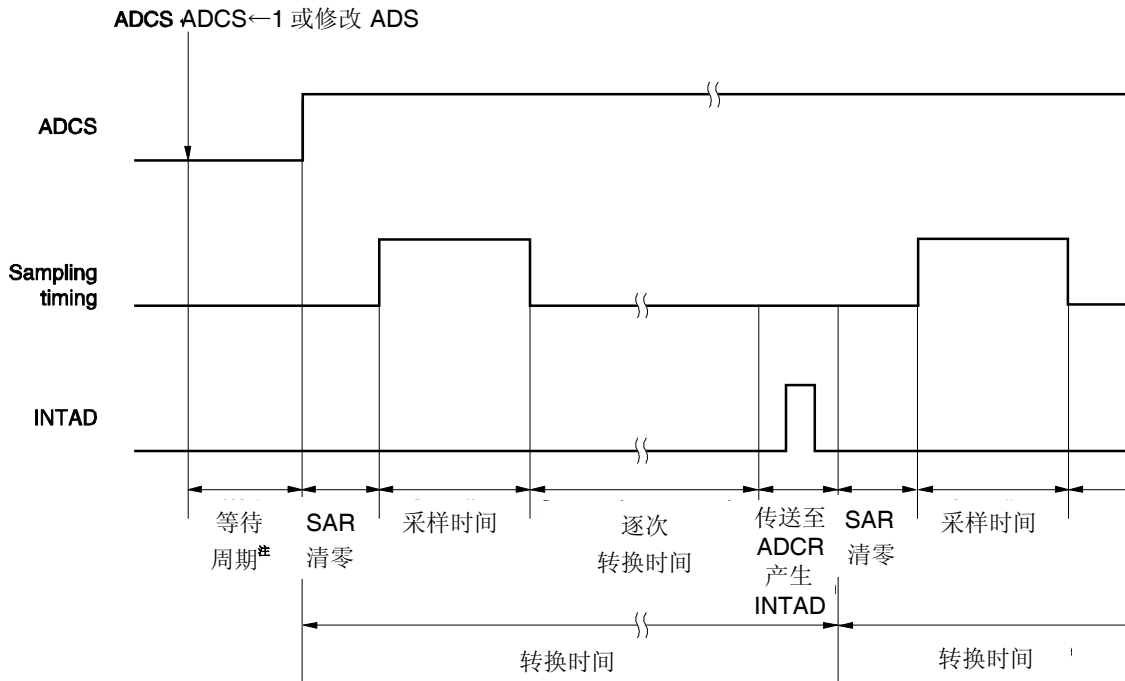 ADCS ADCS←1 或修改 ADS
ADCS
Sampling
timing
INTAD
等待
周期注
SAR
清零
采样时间
逐次
转换时间
传送至
ADCR
产生
INTAD
SAR
清零
采样时间
转换时间
转换时间